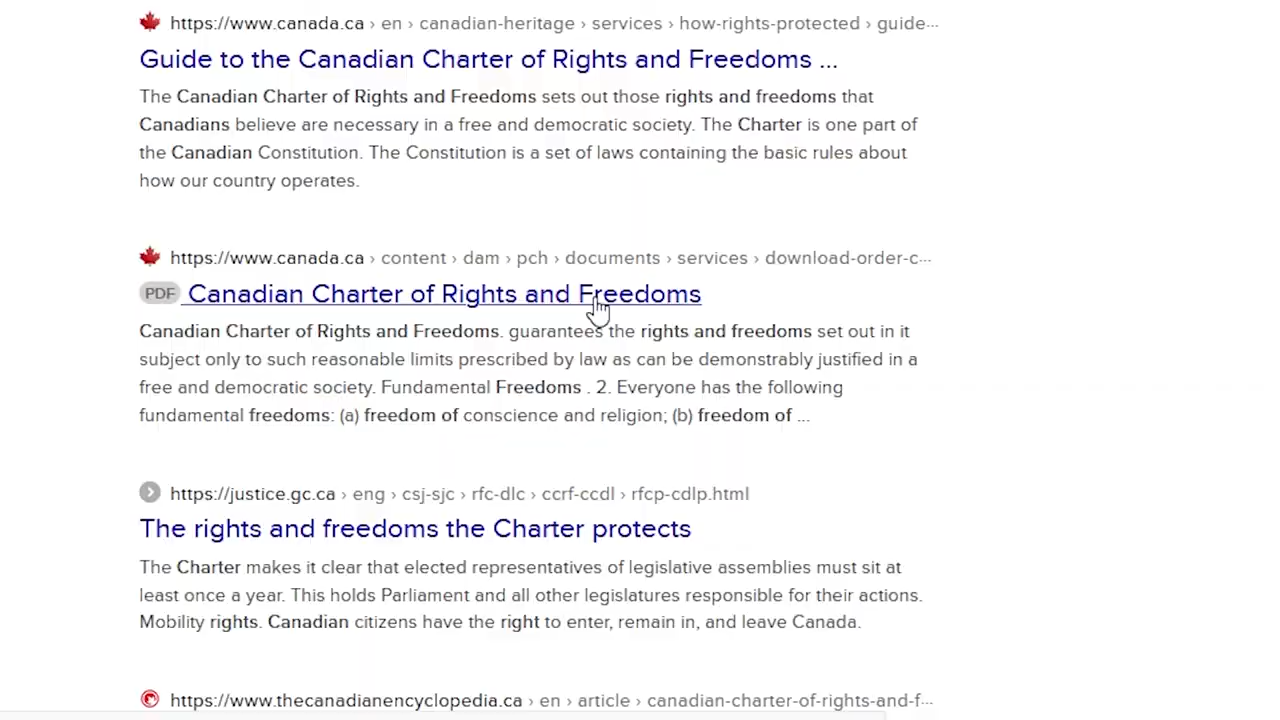 https://www.canada.ca › en › canadian-heritage › services › how-rights-protected › guide...
Guide to the Canadian Charter of Rights and Freedoms ...
The Canadian Charter of Rights and Freedoms sets out those rights and freedoms that
Canadians believe are necessary in a free and democratic society. The Charter is one part of
the Canadian Constitution. The Constitution is a set of laws containing the basic rules about
how our country operates.
https://www.canada.ca › content › dam › pch › documents › services › download-order-c...
PDF Canadian Charter of Rights and Freedoms
Canadian Charter of Rights and Freedoms. guarantees the rights and freedoms set out in it
subject only to such reasonable limits prescribed by law as can be demonstrably justified in a
free and democratic society. Fundamental Freedoms . 2. Everyone has the following
fundamental freedoms: (a) freedom of conscience and religion; (b) freedom of ...
https://justice.gc.ca › eng › csj-sjc › rfc-dlc › ccrf-ccdl › rfcp-cdlp.html
The rights and freedoms the Charter protects
The Charter makes it clear that elected representatives of legislative assemblies must sit at
least once a year. This holds Parliament and all other legislatures responsible for their actions.
Mobility rights. Canadian citizens have the right to enter, remain in, and leave Canada.
https://www.thecanadianencyclopedia.ca › en › article › canadian-charter-of-rights-and-f...